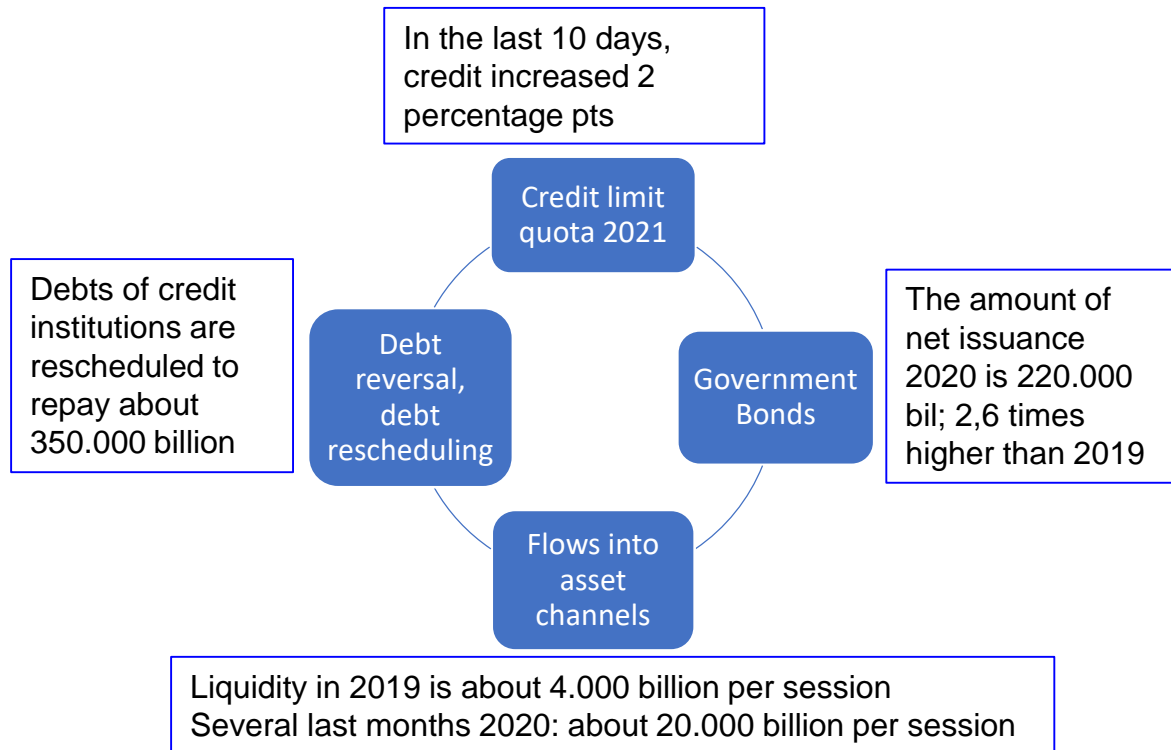 In the last 10 days,
credit increased 2
percentage pts
Credit limit
quota 2021
Debts of credit
institutions are
rescheduled to
repay about
350.000 billion
Debt
reversal,
debt
rescheduling
Government
Bonds
The amount of
net issuance
2020 is 220.000
bil; 2,6 times
higher than 2019
Flows into
asset
channels
Liquidity in 2019 is about 4.000 billion per session
Several last months 2020: about 20.000 billion per session